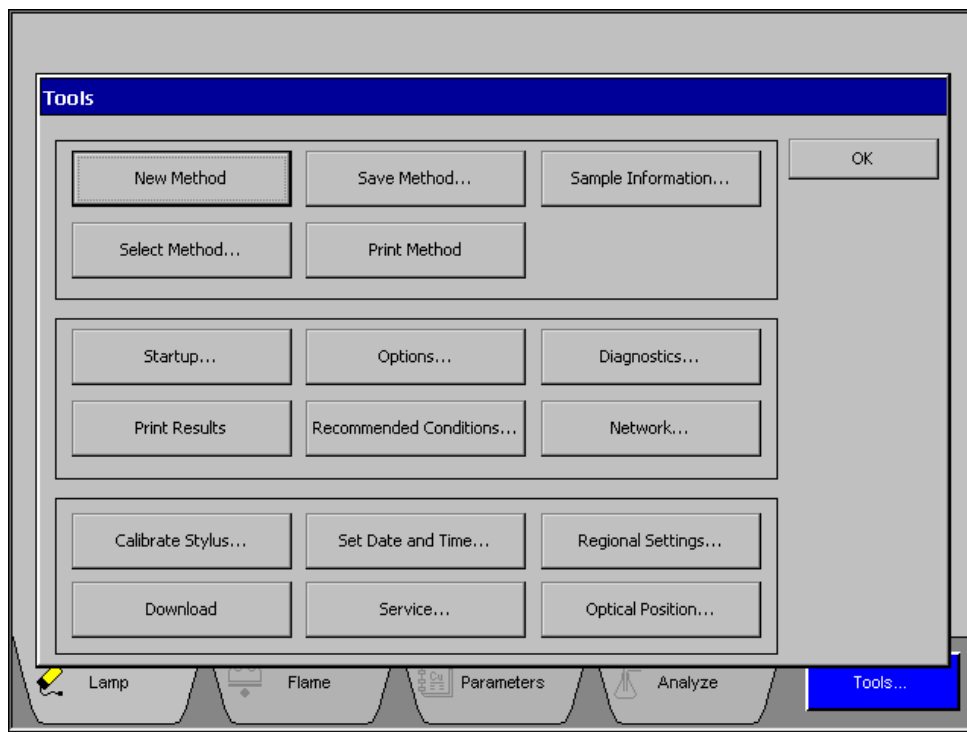 Tools
New Method
Save Method...
Sample Information...
OK
Select Method...
Print Method
Startup...
Options...
Diagnostics...
Print Results
Recommended Conditions...
Network...
Calibrate Stylus...
Set Date and Time...
Regional Settings...
Download
Service...
Optical Position...
Lamp
Flame
Cu
Parameters
Analyze
Tools...